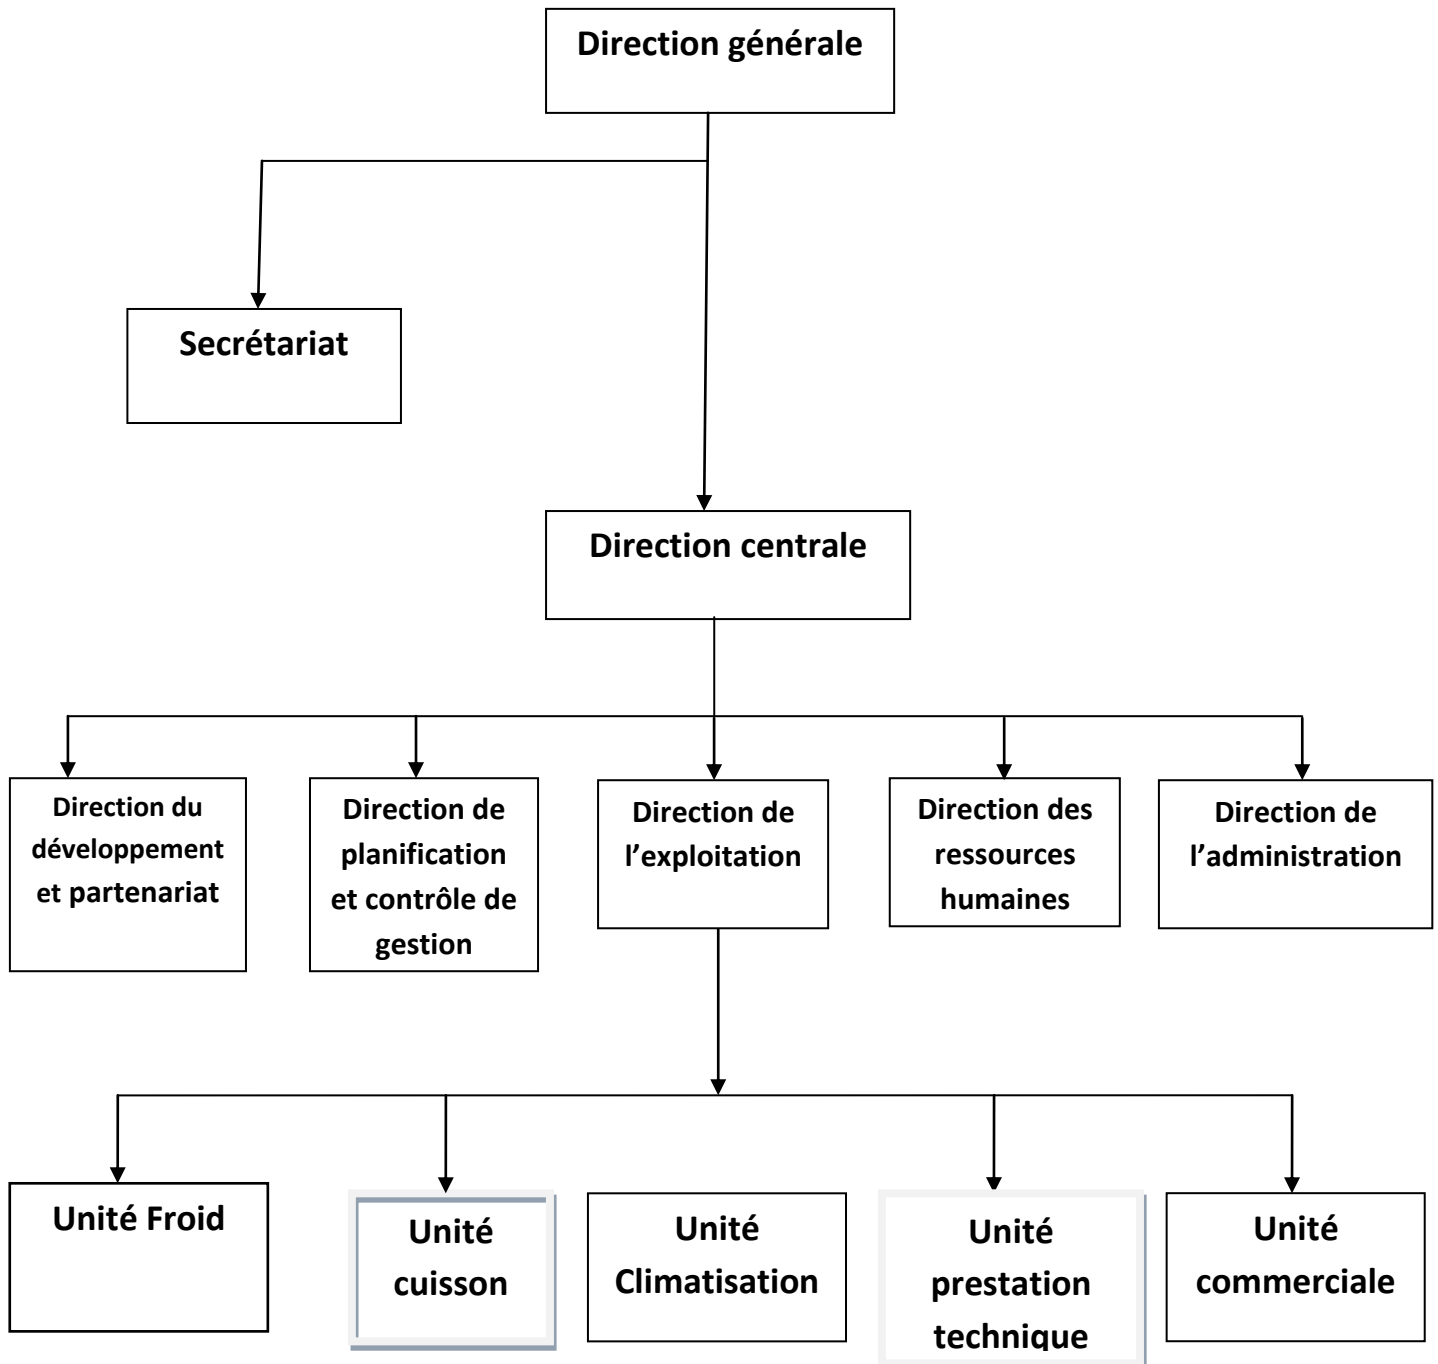 Direction générale
Secrétariat
Direction centrale
Direction du
développement
et partenariat
Direction de
planification
et contrôle de
gestion
Direction de
l’exploitation
Direction des
ressources
humaines
Direction de
l’administration
Unité Froid
Unité
cuisson
Unité
Climatisation
Unité
prestation
technique
Unité
commerciale